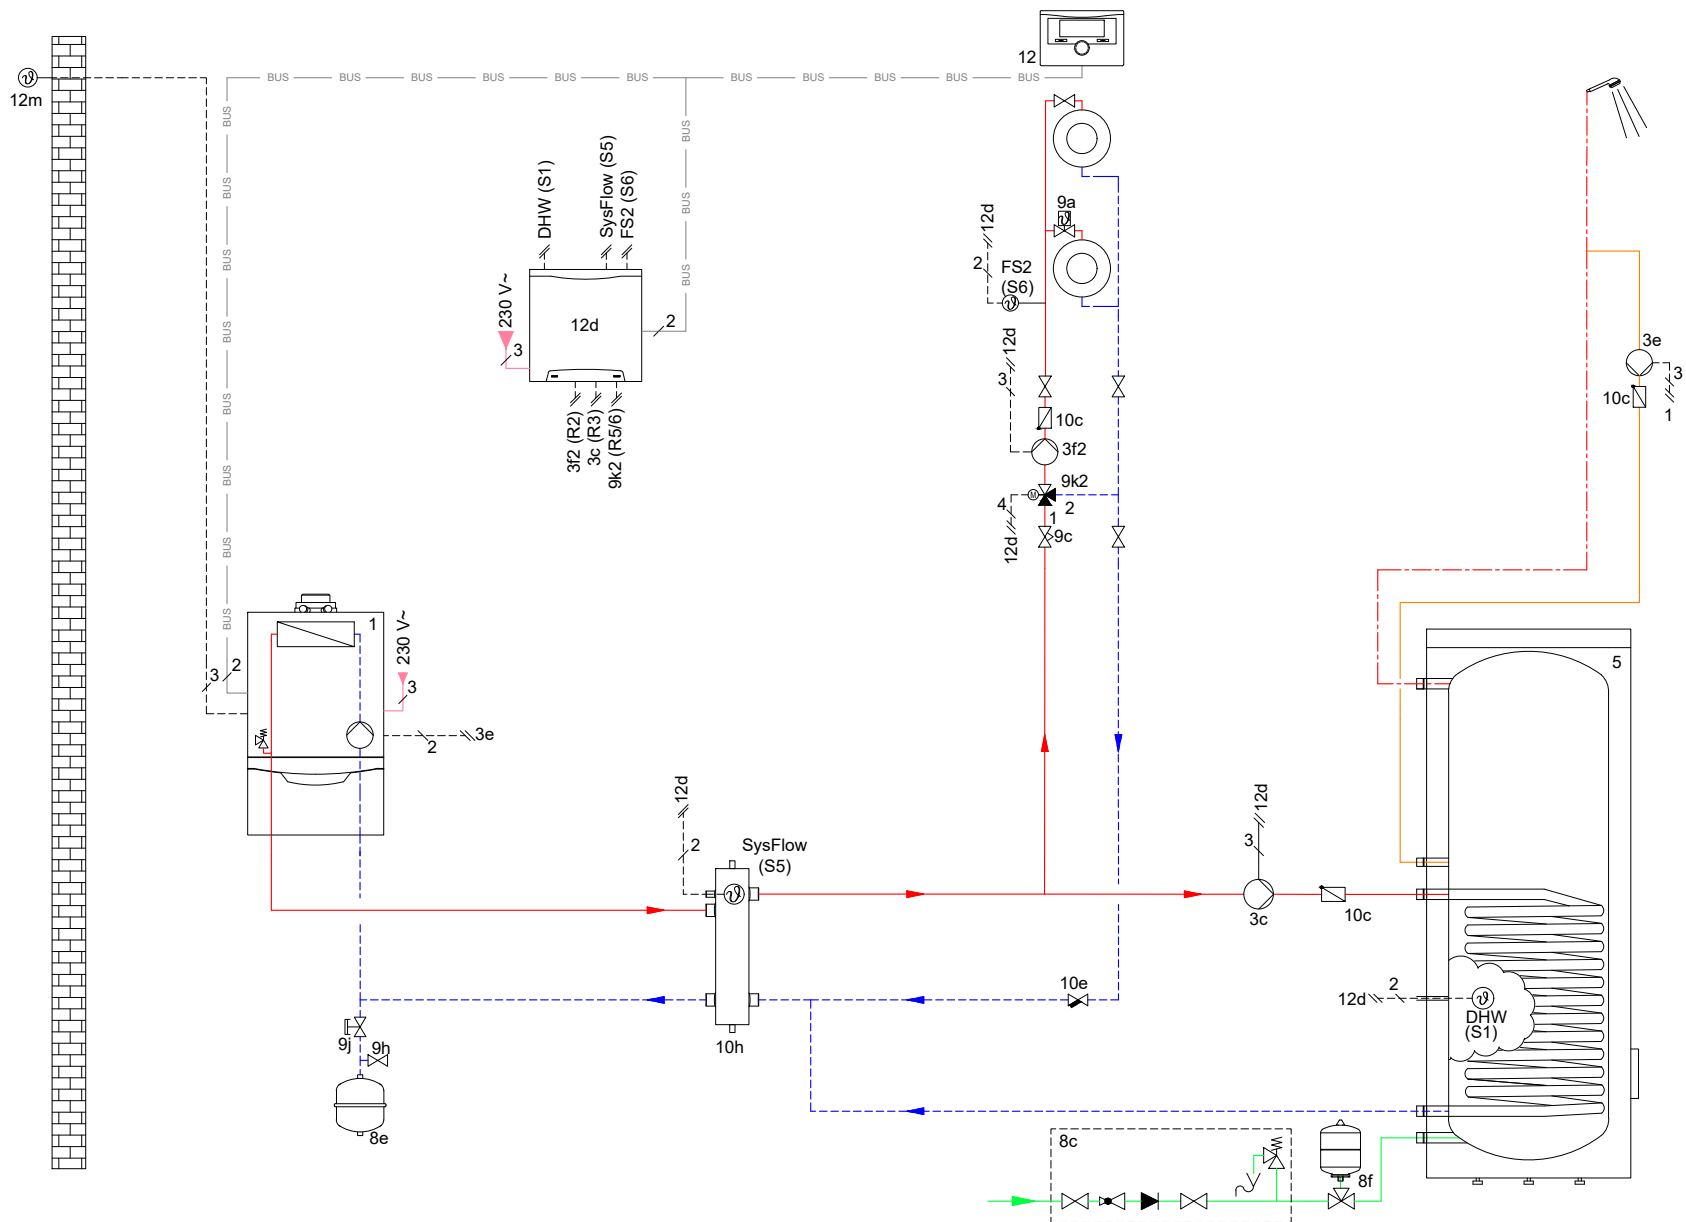 12
BUS BUS BUS BUS BUS BUS BUS BUS BUS BUS BUS
12m
BUS
BUS
BUS
BUS
BUS
BUS
BUS
BUS
BUS
BUS
BUS
DHW (S1)
SysFlow (S5)
FS2 (S6)
230 V~
3
12d
2
3f2 (R2)
3c (R3)
9k2 (R5/6)
9a
12d
2
FS2
(S6)
12d
3
10c
3f2
9k2
4
2
1
12d
9c
3e
3
10c
1
1
230 V~
3
2
3
2
3e
5
12d
2
SysFlow
(S5)
12d
3
3c
10c
10e
12d
2
DHW
(S1)
10h
9j
9h
8e
8c
8f